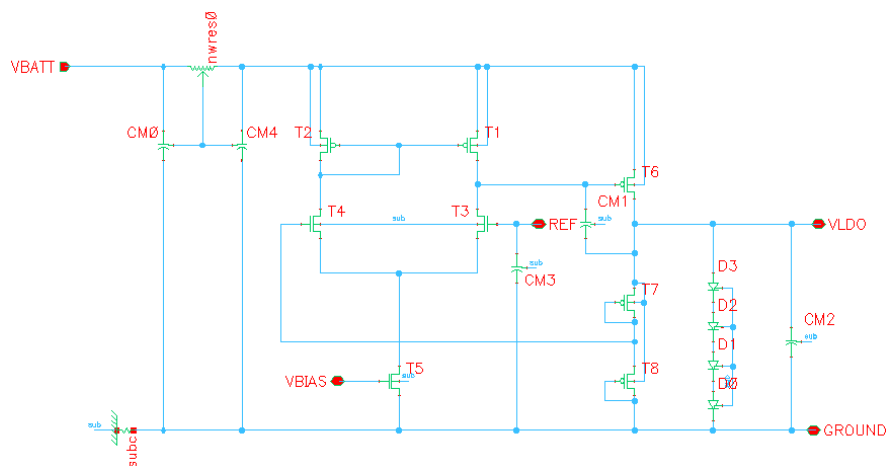 nwres0
VBATT
CM0
CM4
T2
T1
T6
CM1
sub
T4
sub
T3
REF
VLDO
sub
CM3
T7
D3
D2
D1
D0
CM2
sub
VBIAS
T5
sub
T8
sub
subc
GROUND